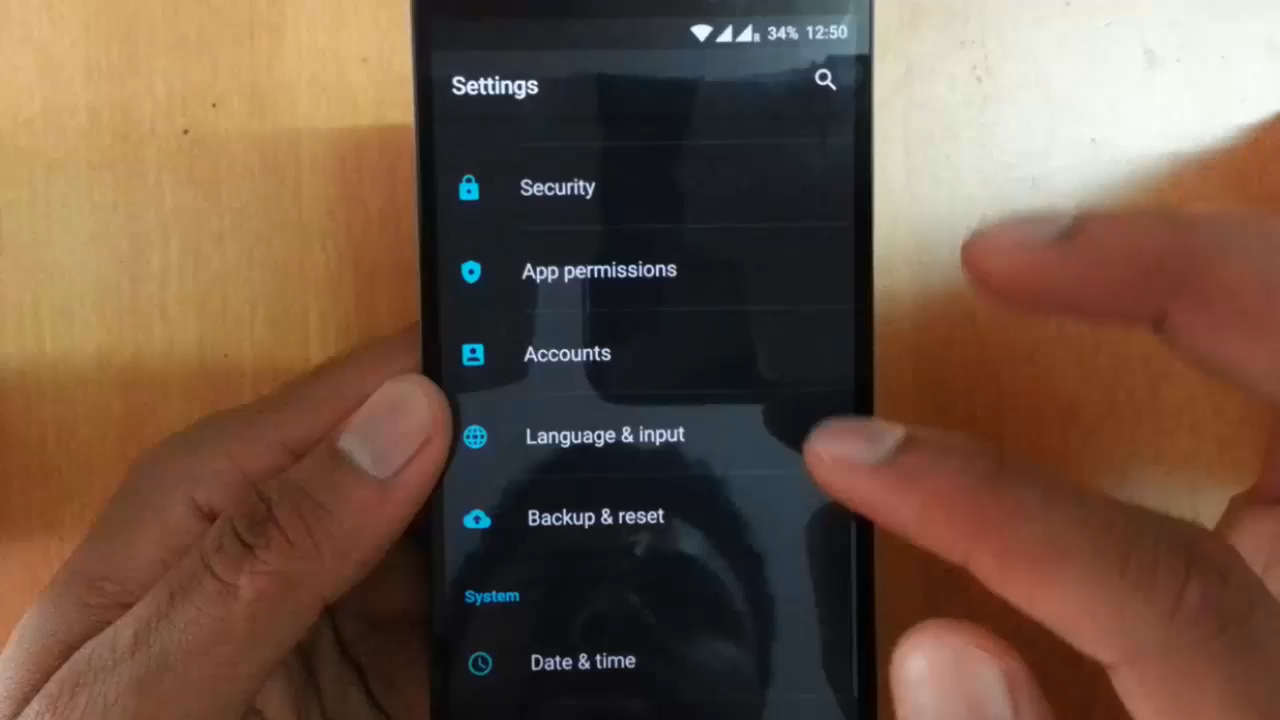 R 34% 12:50
Settings
Security
App permissions
Accounts
Language & input
Backup & reset
System
Date & time